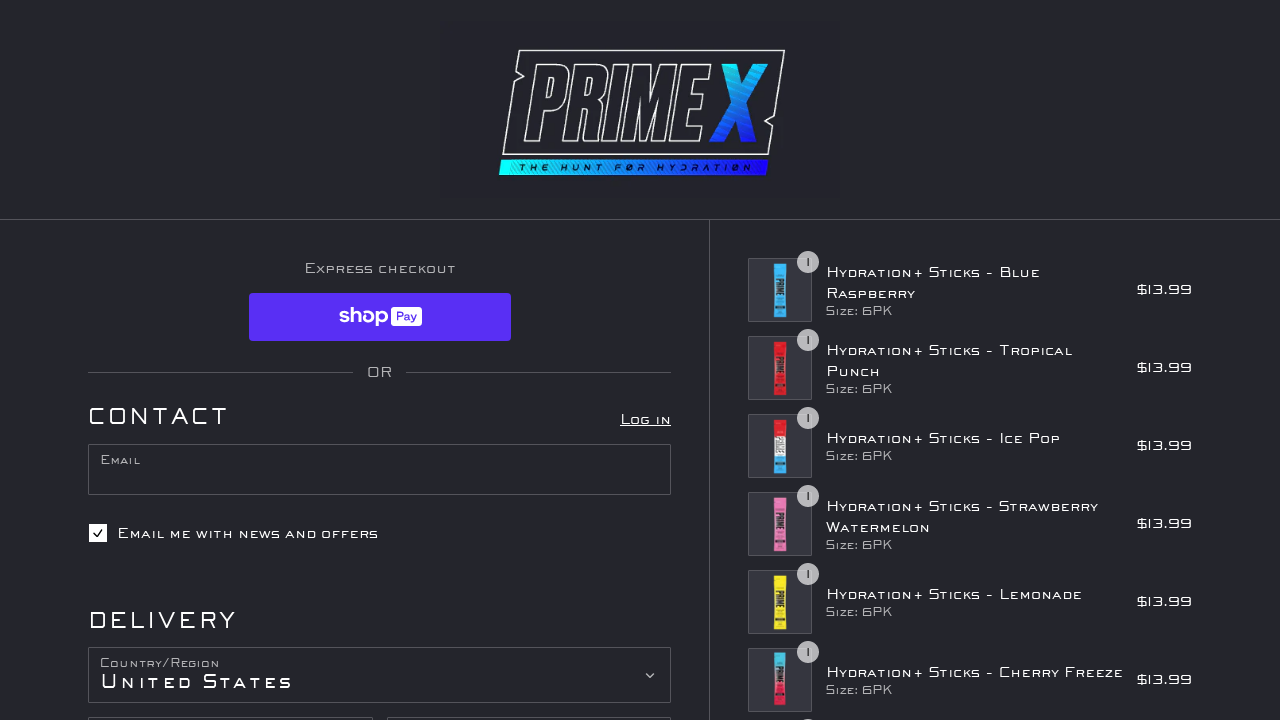 PRIME X
THE HUNT FØR HYDRATIØN
Express checkout
shop Pay
OR
Contact
Log in
Email
Email me with news and offers
Delivery
Country/Region
United States
1
Hydration+ Sticks - Blue
Raspberry
Size: 6PK
$13.99
1
Hydration+ Sticks - Tropical
Punch
Size: 6PK
$13.99
1
Hydration+ Sticks - Ice Pop
Size: 6PK
$13.99
1
Hydration+ Sticks - Strawberry
Watermelon
Size: 6PK
$13.99
1
Hydration+ Sticks - Lemonade
Size: 6PK
$13.99
1
Hydration+ Sticks - Cherry Freeze
Size: 6PK
$13.99